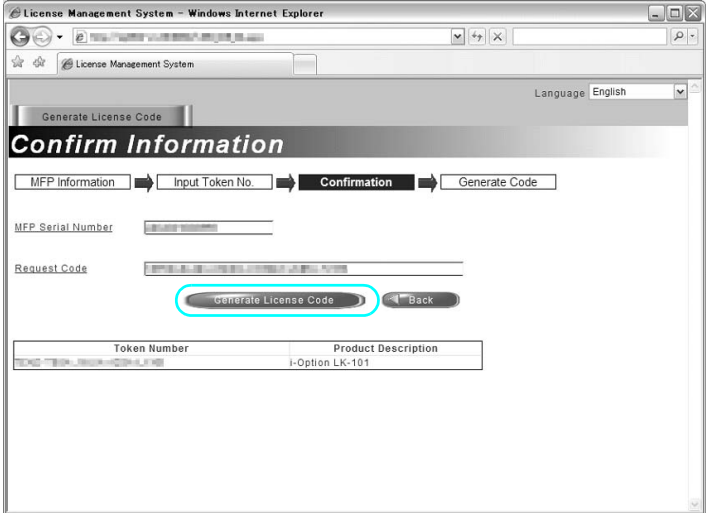 License Management System - Windows Internet Explorer
License Management System
Language English
Generate License Code
Confirm Information
MFP Information Input Token No. Confirmation Generate Code
MFP Serial Number
Request Code
Generate License Code Back
Token Number Product Description
i-Option LK-101